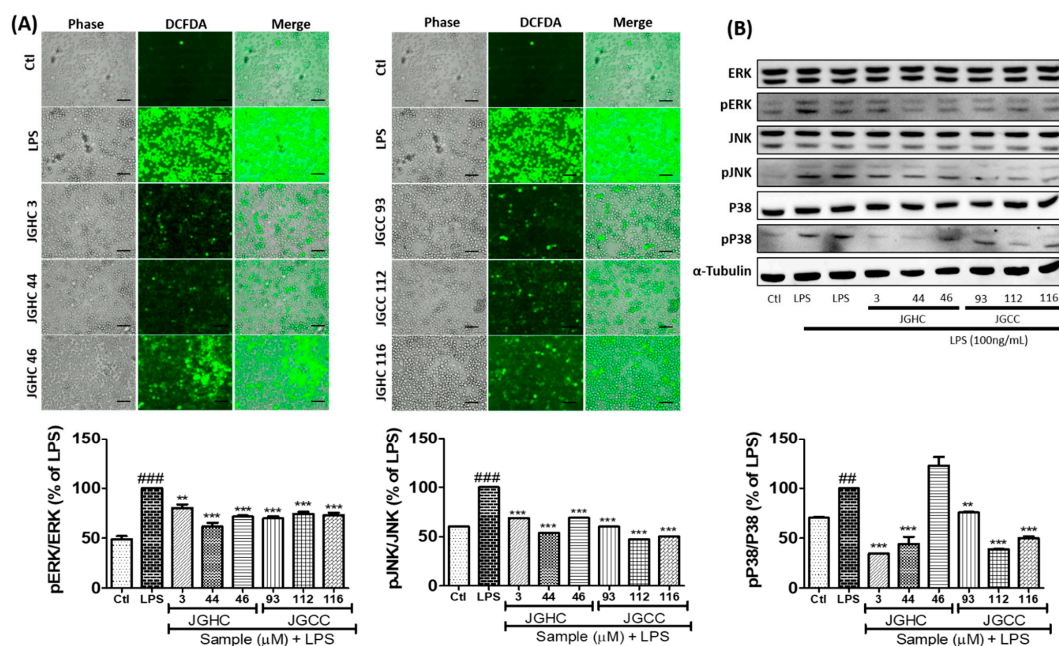 (A)
Phase DCFDA Merge
Ctl
LPS
JGHC 3
JGHC 44
JGHC 46
Phase DCFDA Merge
Ctl
LPS
JGCC 93
JGCC 112
JGHC 116
(B)
ERK
pERK
JNK
pJNK
P38
pP38
α-Tubulin
Ctl LPS LPS 3 44 46 93 112 116
JGHC JGCC
LPS (100ng/mL)
pERK/ERK (% of LPS)
150
100
50
0
###
** *** *** *** *** ***
Ctl LPS 3 44 46 93 112 116
JGHC JGCC
Sample (μM) + LPS
pJNK/JNK (% of LPS)
150
100
50
0
###
*** *** *** *** *** ***
Ctl LPS 3 44 46 93 112 116
JGHC JGCC
Sample (μM) + LPS
pP38/P38 (% of LPS)
150
100
50
0
##
*** *** ** *** ***
Ctl LPS 3 44 46 93 112 116
JGHC JGCC
Sample (μM) + LPS